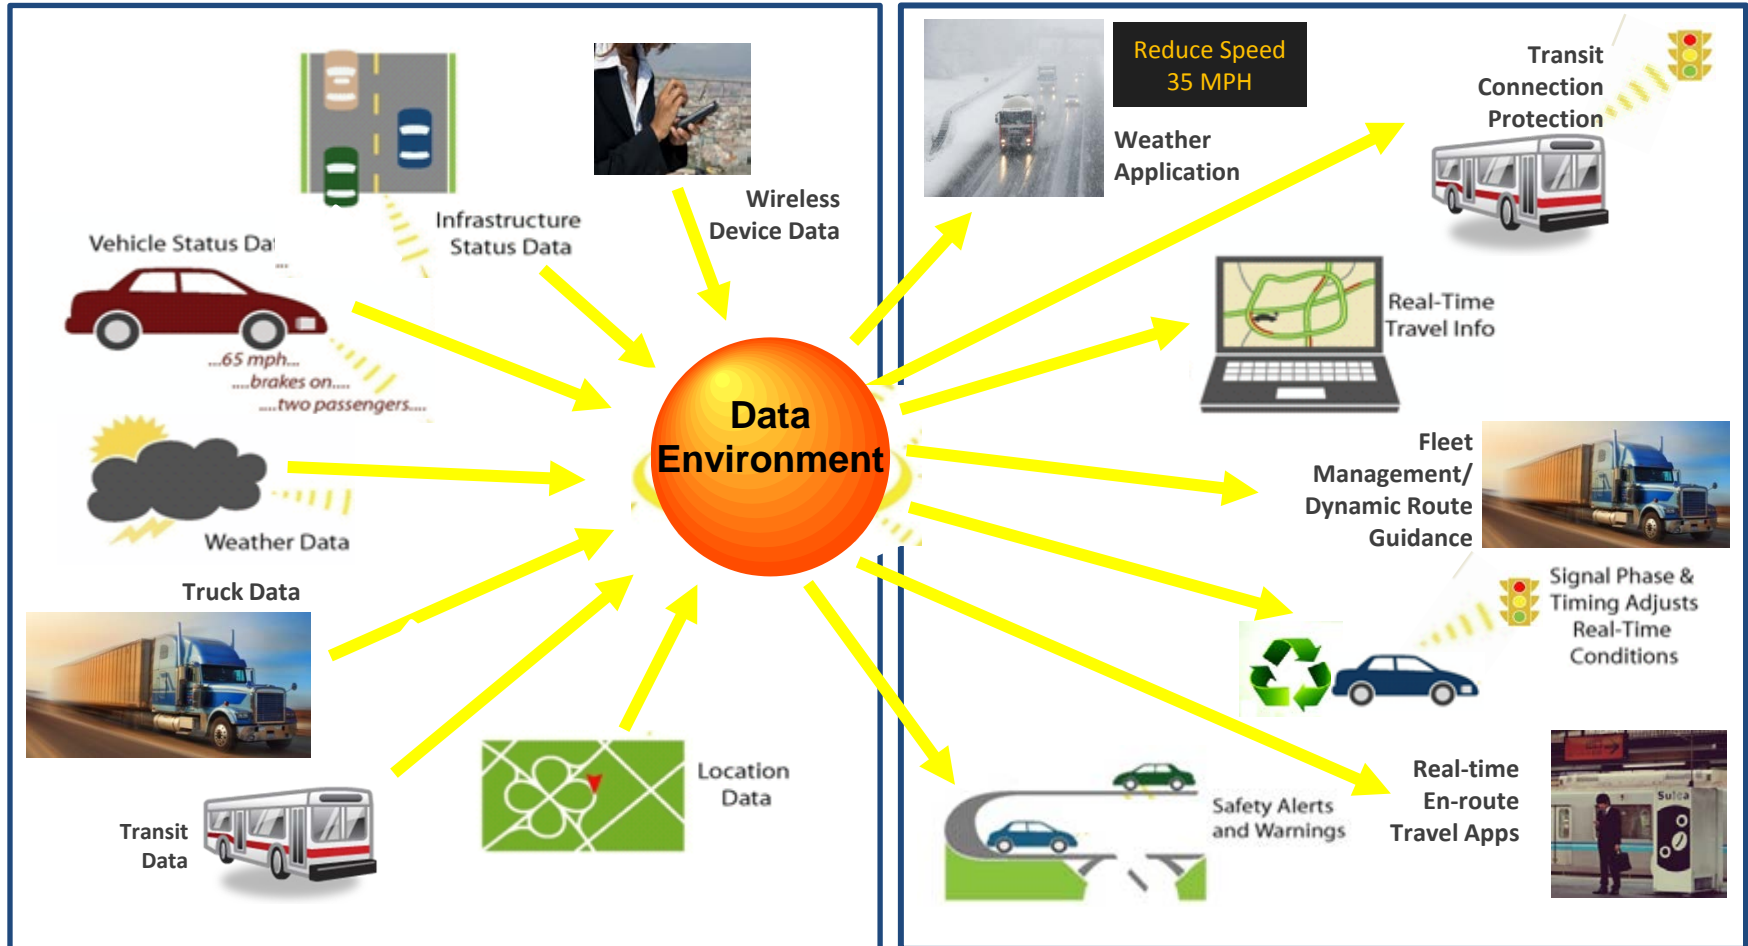 Infrastructure
Status Data
Wireless
Device Data
Vehicle Status Dat
...
...65 mph...
....brakes on....
....two passengers....
Weather Data
Truck Data
Transit
Data
Location
Data
Data
Environment
Reduce Speed
35 MPH
Weather
Application
Transit
Connection
Protection
Real-Time
Travel Info
Fleet
Management/
Dynamic Route
Guidance
Signal Phase &
Timing Adjusts
Real-Time
Conditions
Safety Alerts
and Warnings
Real-time
En-route
Travel Apps
Suica